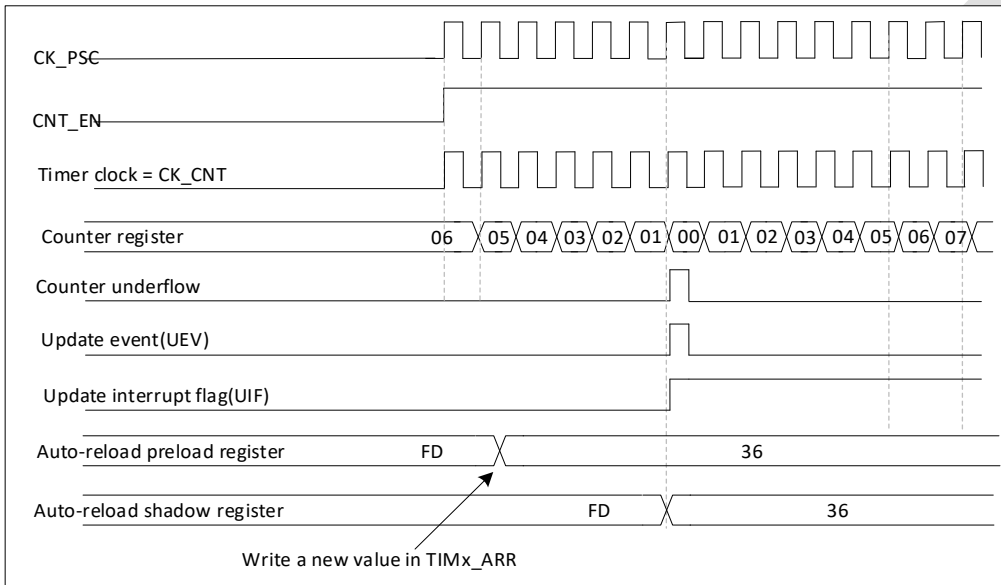 CK_PSC
CNT_EN
Timer clock = CK_CNT
Counter register 06 05 04 03 02 01 00 01 02 03 04 05 06 07
Counter underflow
Update event(UEV)
Update interrupt flag(UIF)
Auto-reload preload register FD 36
Auto-reload shadow register FD 36
Write a new value in TIMx_ARR